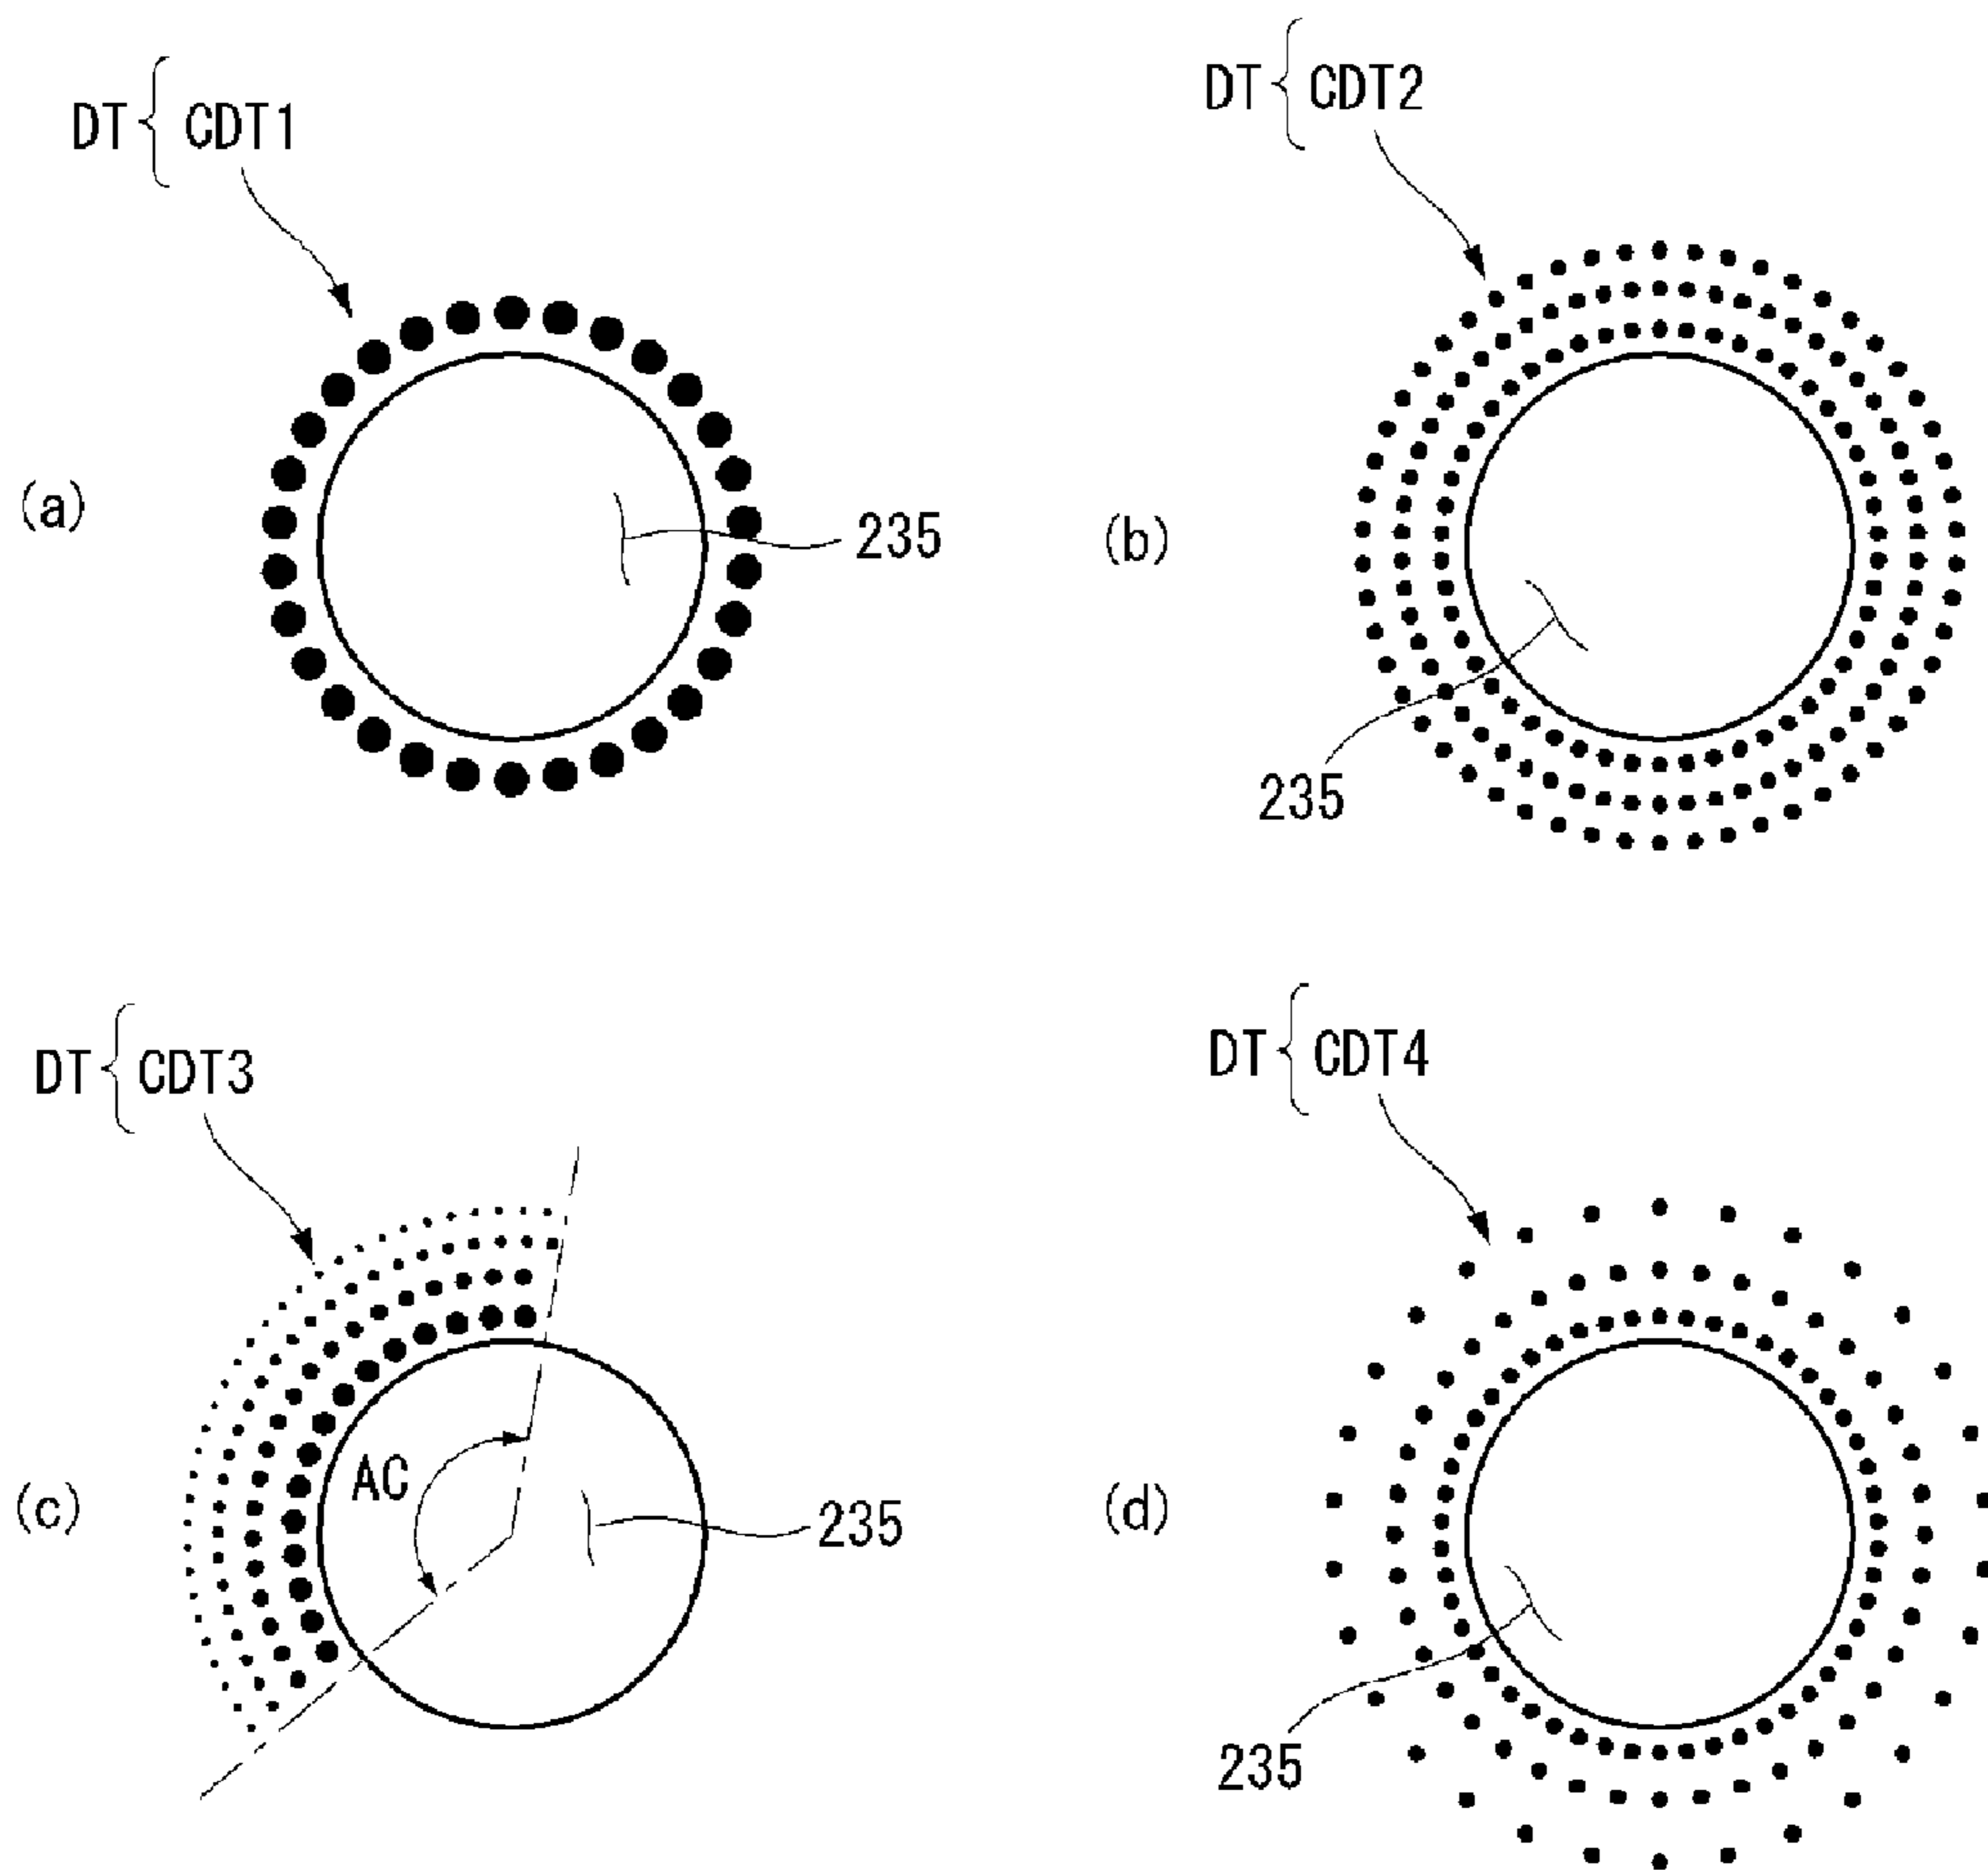 DT { CDT1
(a)
235
DT { CDT2
(b)
235
DT { CDT3
AC
(c)
235
DT { CDT4
(d)
235